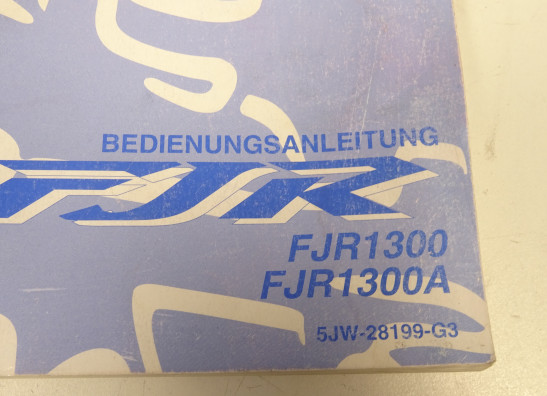 BEDIENUNGSANLEITUNG
FJR
FJR1300
FJR1300A
5JW-28199-G3